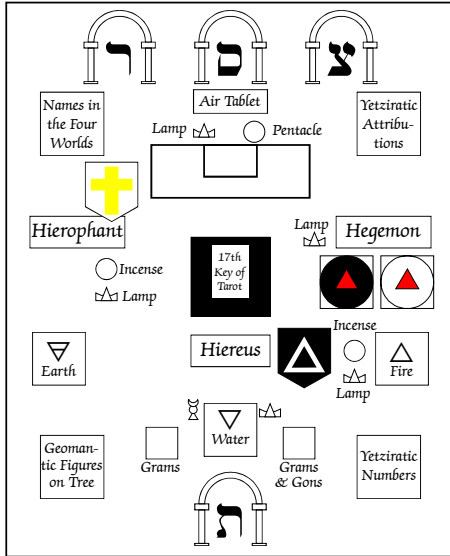 ר ס צ
Names in
the Four
Worlds
Air Tablet
Yetziratic
Attribu-
tions
Lamp
Pentacle
Hierophant
Lamp
Hegemon
Incense
Lamp
17th
Key of
Tarot
Hiereus
Incense
Lamp
Earth
Fire
Water
Geoman-
tic Figures
on Tree
Grams
Grams
& Gons
Yetziratic
Numbers
ת